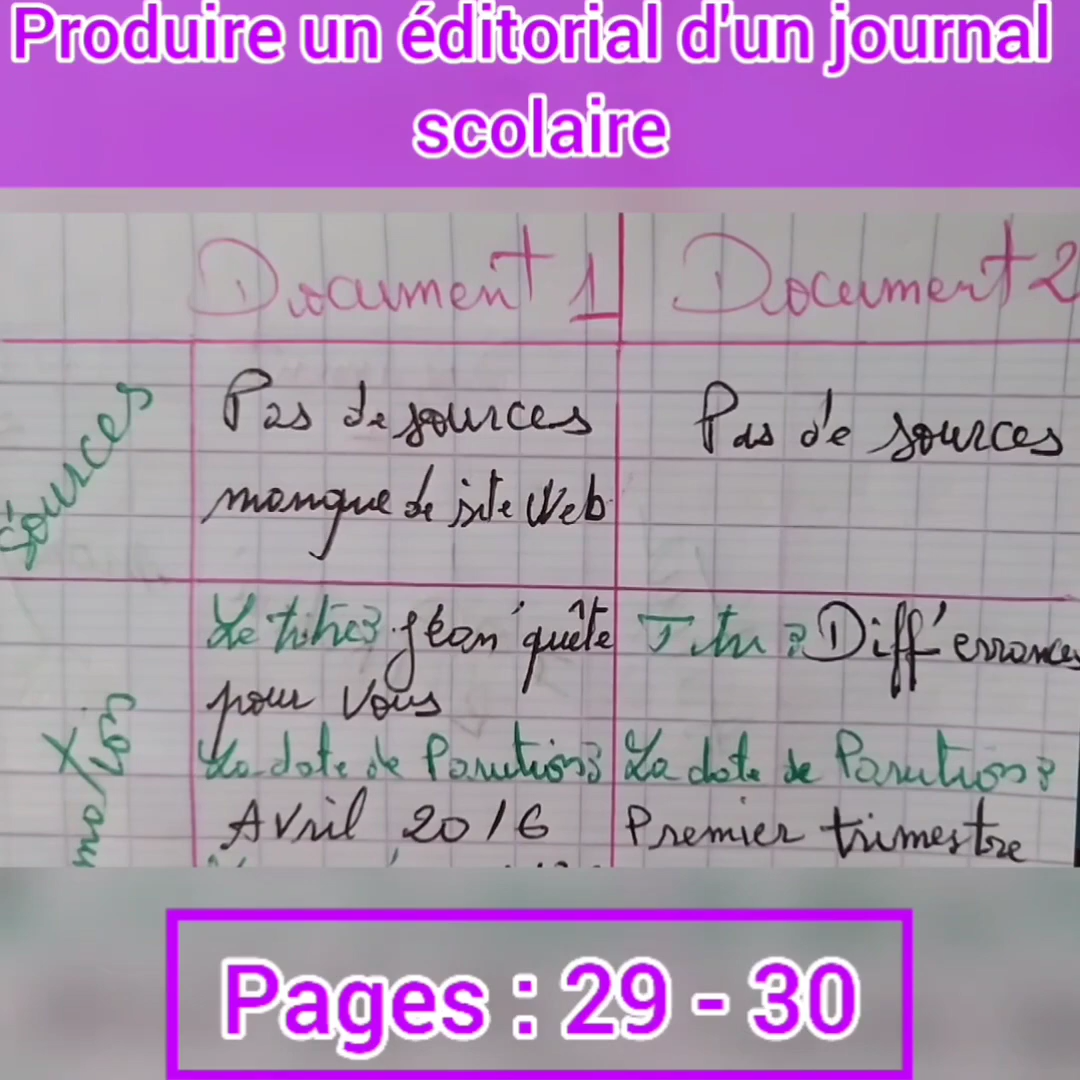 Produire un éditorial d'un journal
scolaire
Document 1 Document 2
Sources
Pas de sources
manque de site Web
Pas de sources
Le titre: Jean'quête
pour Vous
La date de Parution:
Avril 2016
Titre: Diff'errances
La date de Parution:
Premier trimestre
Pages : 29 - 30